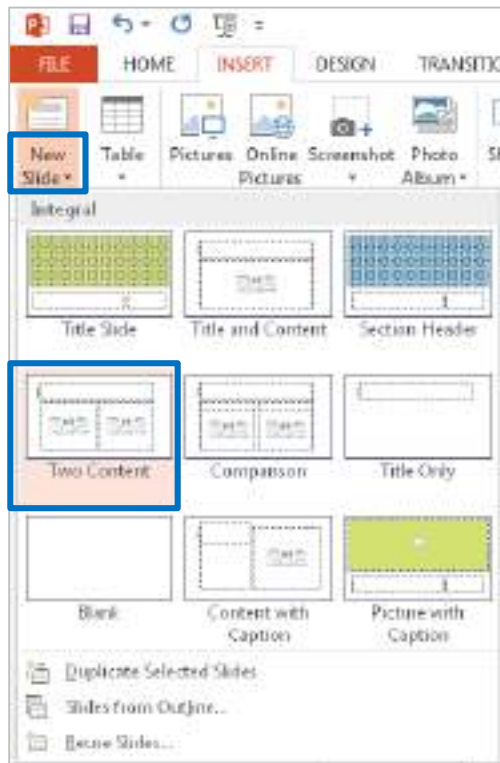 FILE HOME INSERT DESIGN TRANSITIO
New Slide Table Pictures Online Pictures Screenshot Photo Album
Integral
Title Slide Title and Content Section Header
Two Content Comparison Title Only
Blank Content with Caption Picture with Caption
Duplicate Selected Slides
Slides from Outline...
Reuse Slides...